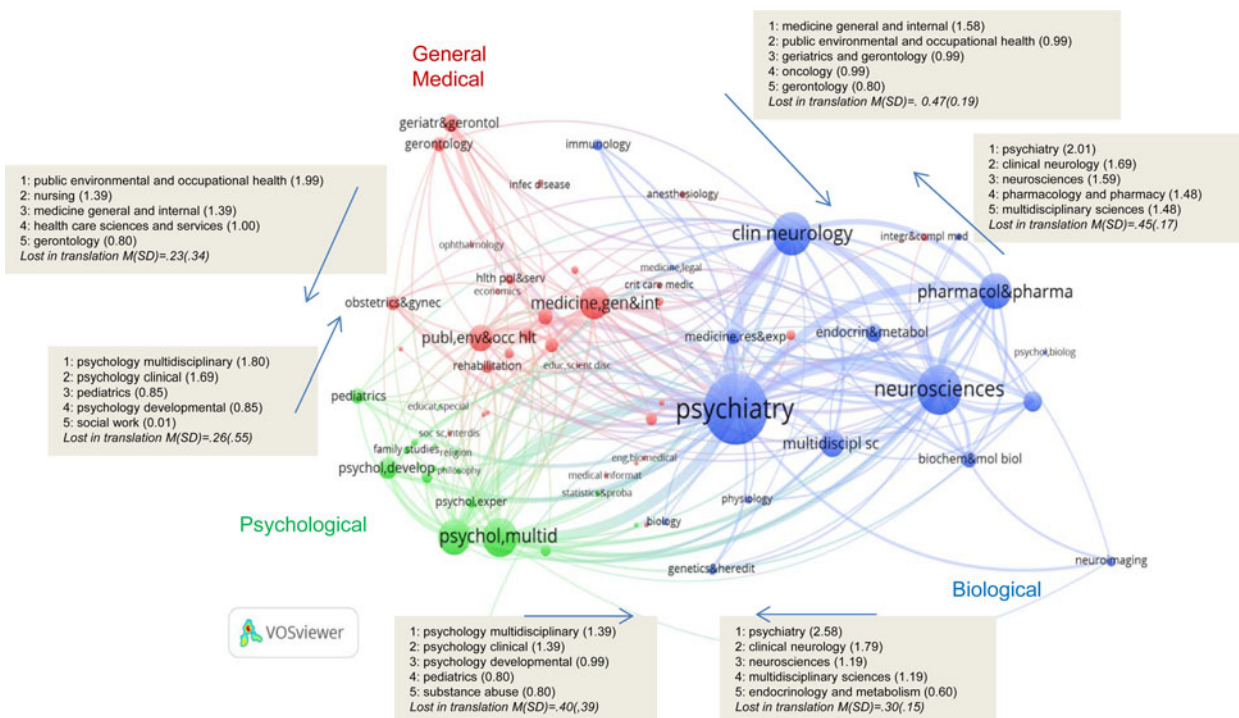 1: medicine general and internal (1.58)
2: public environmental and occupational health (0.99)
3: geriatrics and gerontology (0.99)
4: oncology (0.99)
5: gerontology (0.80)
Lost in translation M(SD)=. 0.47(0.19)
General
Medical
geriatr&gerontol
gerontology
immunology
1: psychiatry (2.01)
2: clinical neurology (1.69)
3: neurosciences (1.59)
4: pharmacology and pharmacy (1.48)
5: multidisciplinary sciences (1.48)
Lost in translation M(SD)=.45(.17)
1: public environmental and occupational health (1.99)
2: nursing (1.39)
3: medicine general and internal (1.39)
4: health care sciences and services (1.00)
5: gerontology (0.80)
Lost in translation M(SD)=.23(.34)
infec disease
anesthesiology
clin neurology
integr&compl med
ophthalmology
medicine,legal
hlth pol&serv
crit care medic
economics
pharmacol&pharma
obstetrics&gynec
medicine,gen&int
publ,env&occ hlt
medicine,res&exp
endocrin&metabol
psychol,biolog
rehabilitation
educ,scient disc
1: psychology multidisciplinary (1.80)
2: psychology clinical (1.69)
3: pediatrics (0.85)
4: psychology developmental (0.85)
5: social work (0.01)
Lost in translation M(SD)=.26(.55)
pediatrics
neurosciences
educat,special
psychiatry
soc sc,interdis
multidiscipl sc
family studies
religion
eng,biomedical
biochem&mol biol
psychol,develop
philosophy
medical informat
statistics&proba
psychol,exper
physiology
Psychological
biology
psychol,multid
genetics&heredit
neuroimaging
Biological
VOSviewer
1: psychology multidisciplinary (1.39)
2: psychology clinical (1.39)
3: psychology developmental (0.99)
4: pediatrics (0.80)
5: substance abuse (0.80)
Lost in translation M(SD)=.40(,39)
1: psychiatry (2.58)
2: clinical neurology (1.79)
3: neurosciences (1.19)
4: multidisciplinary sciences (1.19)
5: endocrinology and metabolism (0.60)
Lost in translation M(SD)=.30(.15)